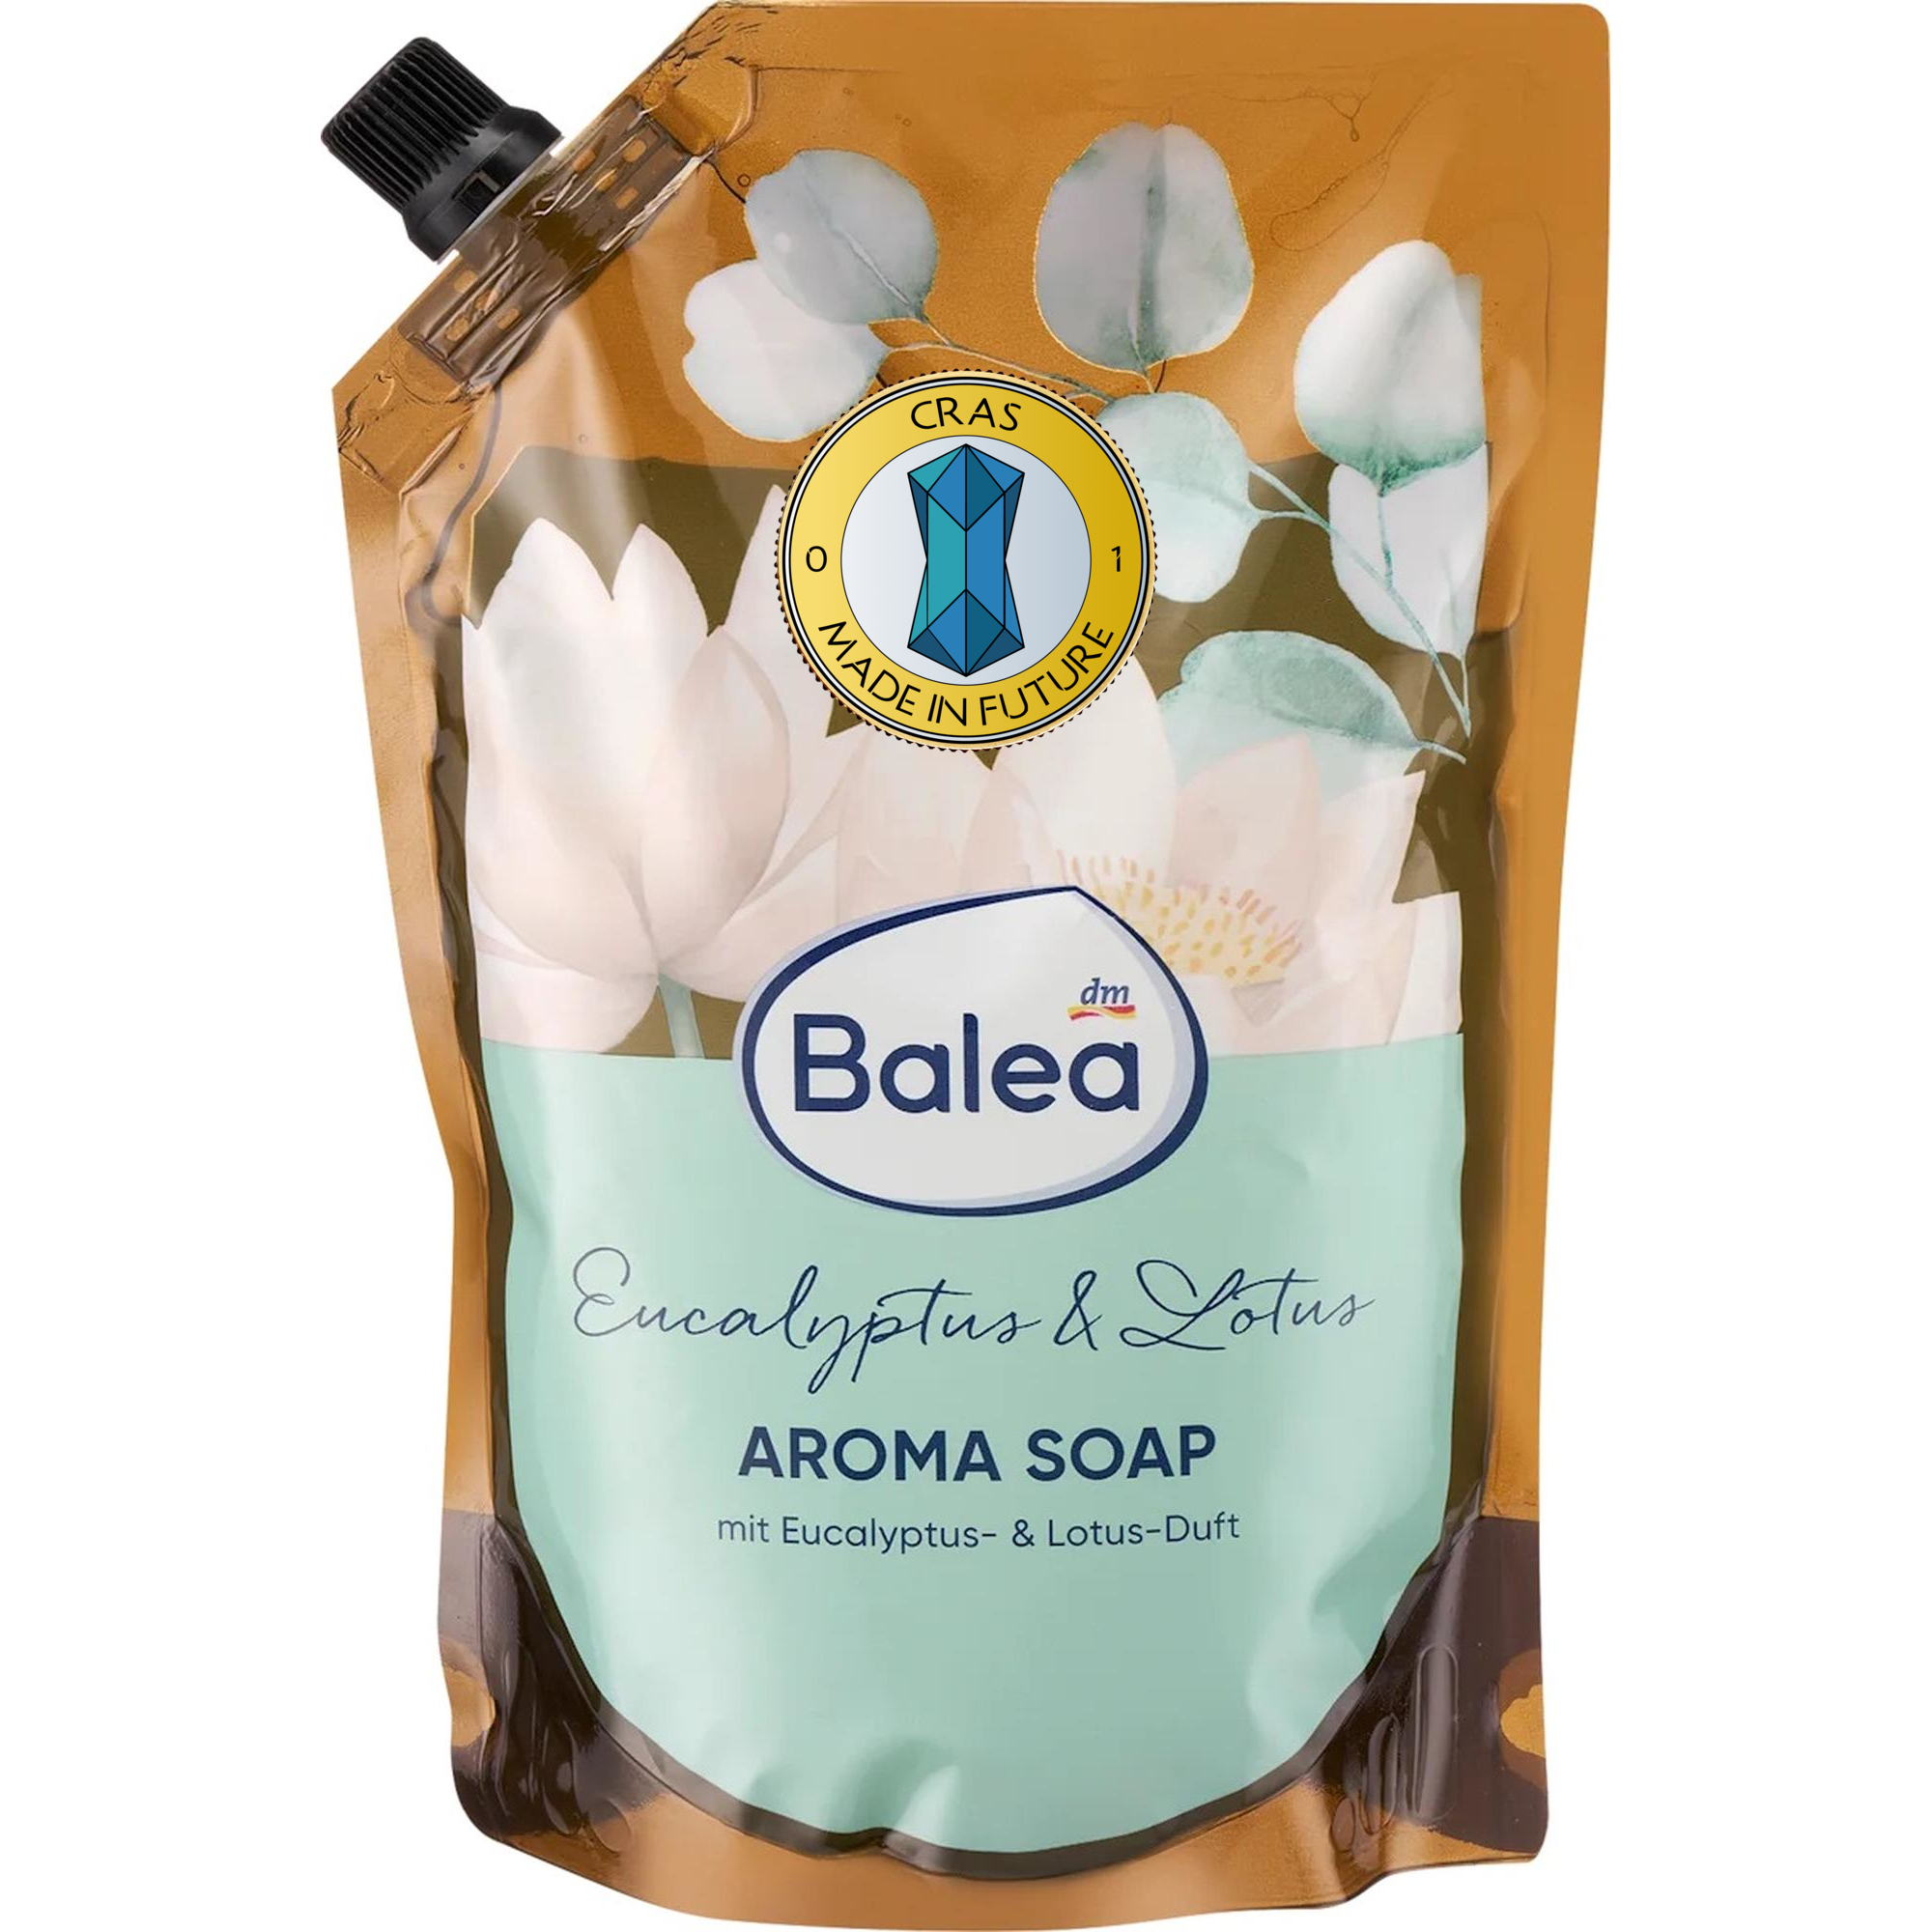 CRAS
0 1
MADE IN FUTURE
dm
Balea
Eucalyptus & Lotus
AROMA SOAP
mit Eucalyptus- & Lotus-Duft